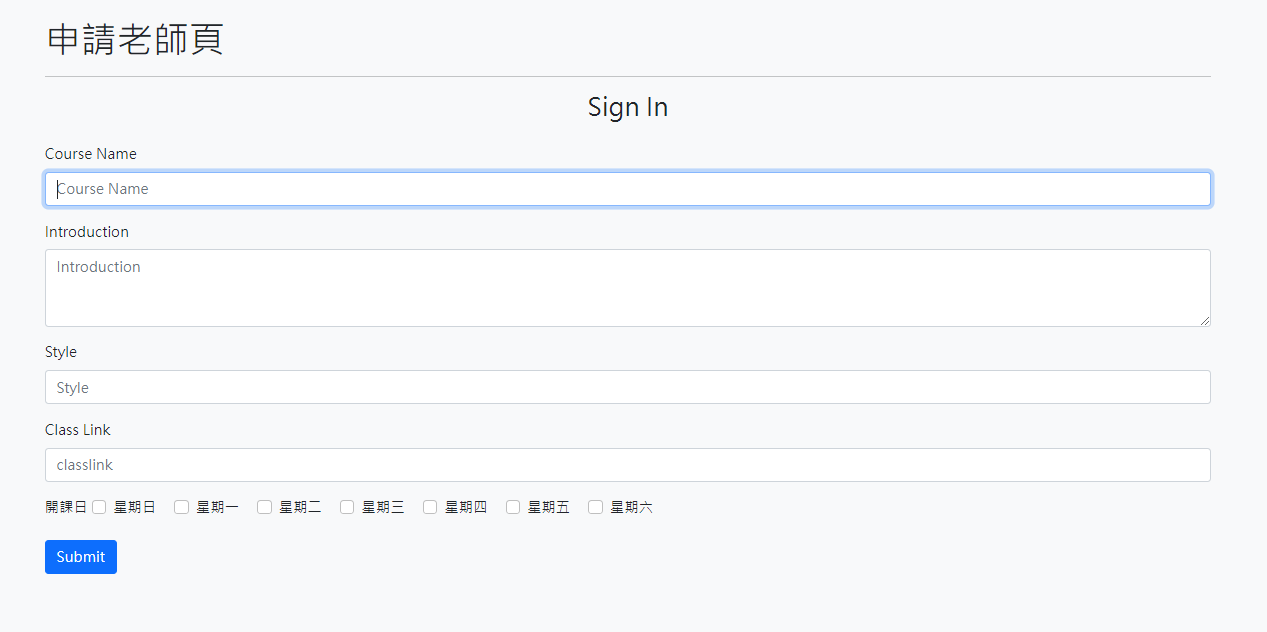 申請老師頁
Sign In
Course Name
Course Name
Introduction
Introduction
Style
Style
Class Link
classlink
開課日 星期日 星期一 星期二 星期三 星期四 星期五 星期六
Submit